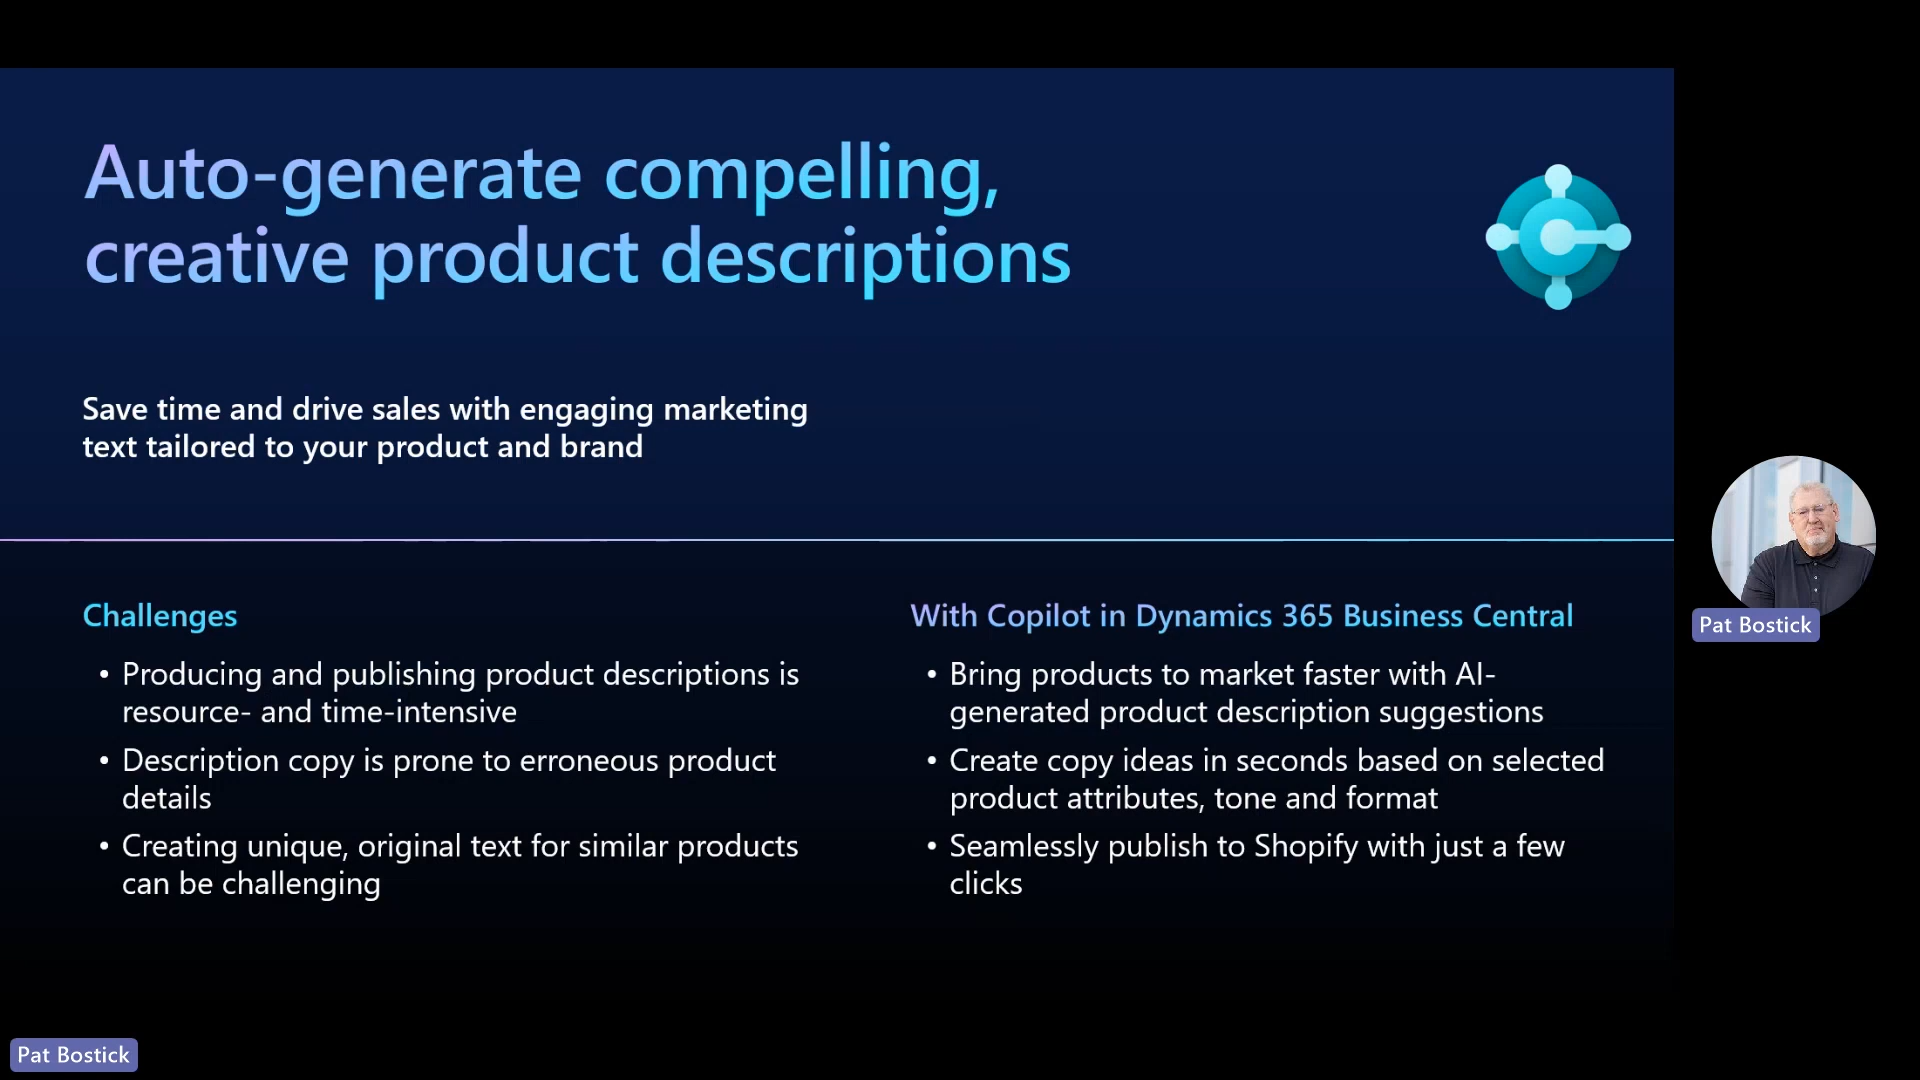 Auto-generate compelling,
creative product descriptions
Save time and drive sales with engaging marketing
text tailored to your product and brand
Challenges
• Producing and publishing product descriptions is
resource- and time-intensive
• Description copy is prone to erroneous product
details
• Creating unique, original text for similar products
can be challenging
With Copilot in Dynamics 365 Business Central
• Bring products to market faster with AI-
generated product description suggestions
• Create copy ideas in seconds based on selected
product attributes, tone and format
• Seamlessly publish to Shopify with just a few
clicks
Pat Bostick
Pat Bostick